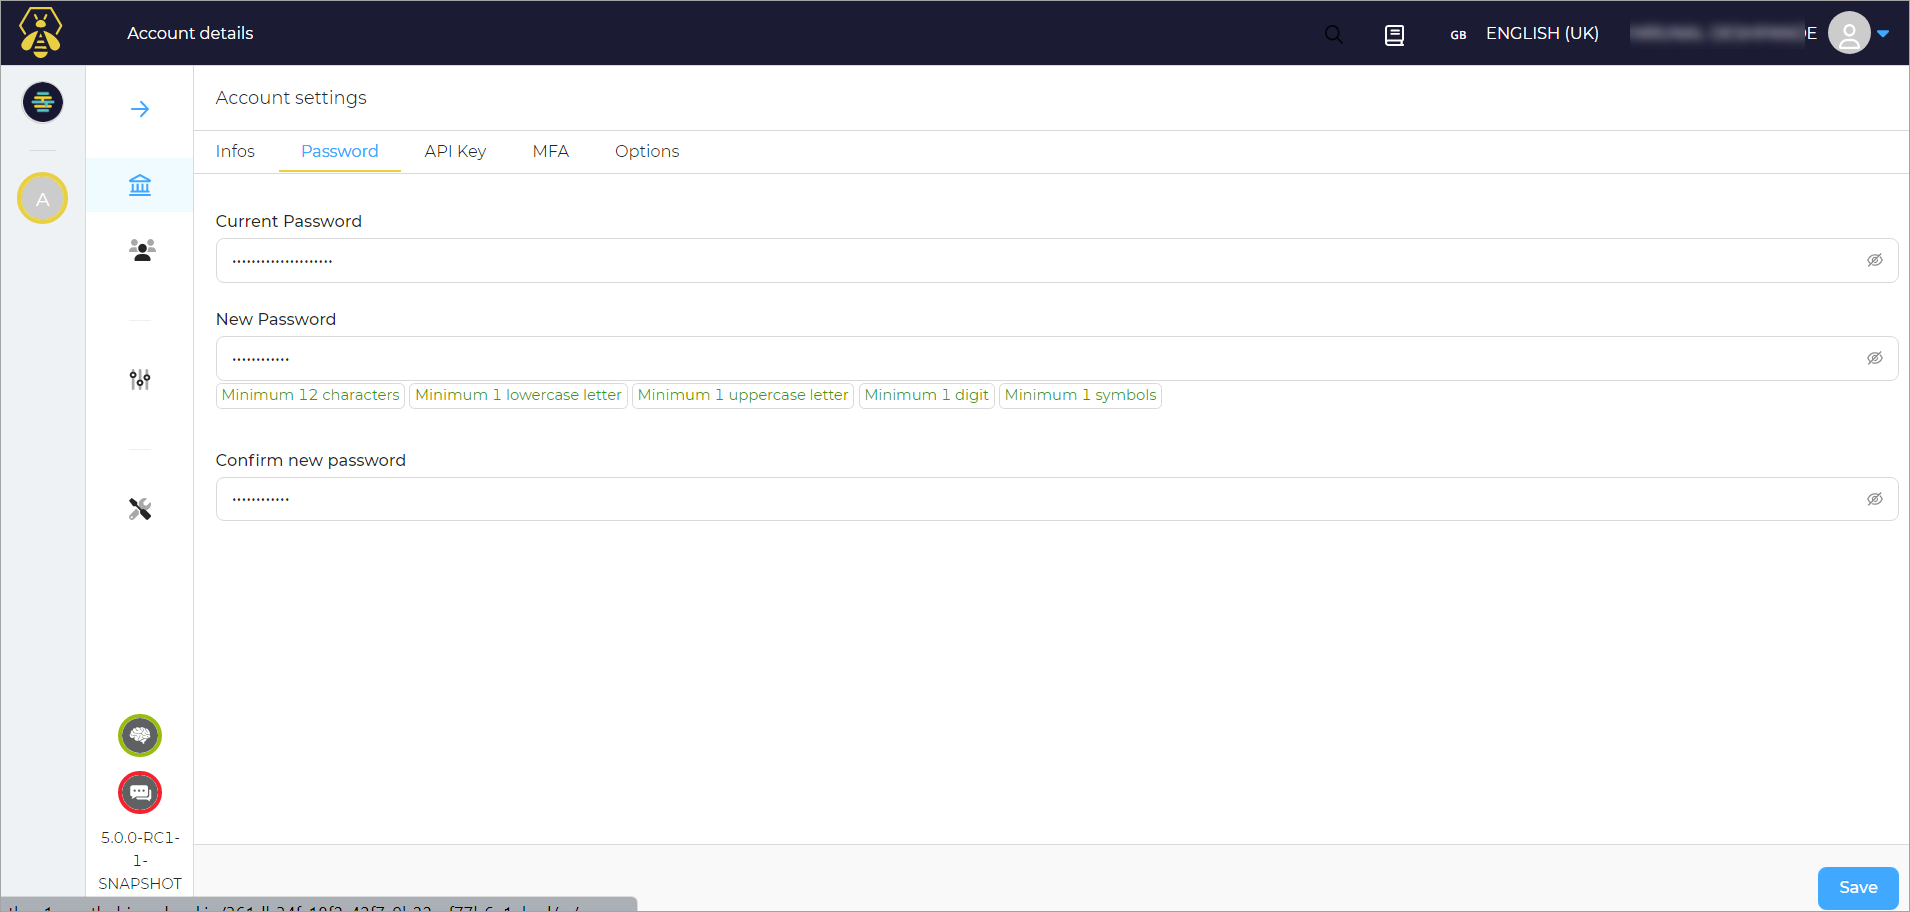 Account details
GB ENGLISH (UK)
E
Account settings
Infos Password API Key MFA Options
A
Current Password
New Password
Minimum 12 characters Minimum 1 lowercase letter Minimum 1 uppercase letter Minimum 1 digit Minimum 1 symbols
Confirm new password
5.0.0-RC1-
1-
SNAPSHOT
Save